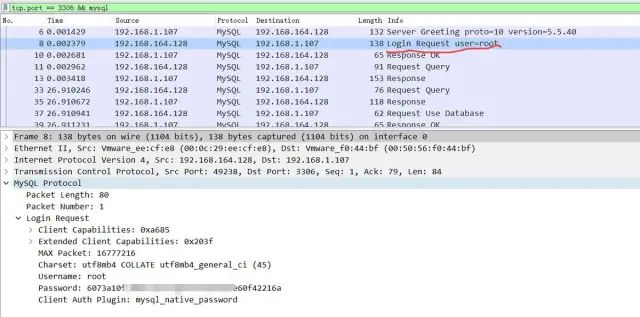 tcp.port == 3306 && mysql
No. Time Source Protocol Destination Length Info
6 0.001429 192.168.1.107 MySQL 192.168.164.128 132 Server Greeting proto=10 version=5.5.40
8 0.002379 192.168.164.128 MySQL 192.168.1.107 138 Login Request user=root
10 0.002681 192.168.1.107 MySQL 192.168.164.128 65 Response OK
11 0.002962 192.168.164.128 MySQL 192.168.1.107 91 Request Query
13 0.003418 192.168.1.107 MySQL 192.168.164.128 153 Response
33 26.910246 192.168.164.128 MySQL 192.168.1.107 76 Request Query
35 26.910672 192.168.1.107 MySQL 192.168.164.128 118 Response
37 26.910941 192.168.164.128 MySQL 192.168.1.107 62 Request Use Database
39 26.911231 192.168.1.107 MySQL 192.168.164.128 65 Response OK
Frame 8: 138 bytes on wire (1104 bits), 138 bytes captured (1104 bits) on interface 0
Ethernet II, Src: Vmware_ee:cf:e8 (00:0c:29:ee:cf:e8), Dst: Vmware_f0:44:bf (00:50:56:f0:44:bf)
Internet Protocol Version 4, Src: 192.168.164.128, Dst: 192.168.1.107
Transmission Control Protocol, Src Port: 49238, Dst Port: 3306, Seq: 1, Ack: 79, Len: 84
MySQL Protocol
Packet Length: 80
Packet Number: 1
Login Request
Client Capabilities: 0xa685
Extended Client Capabilities: 0x203f
MAX Packet: 16777216
Charset: utf8mb4 COLLATE utf8mb4_general_ci (45)
Username: root
Password: 6073a10f e60f42216a
Client Auth Plugin: mysql_native_password